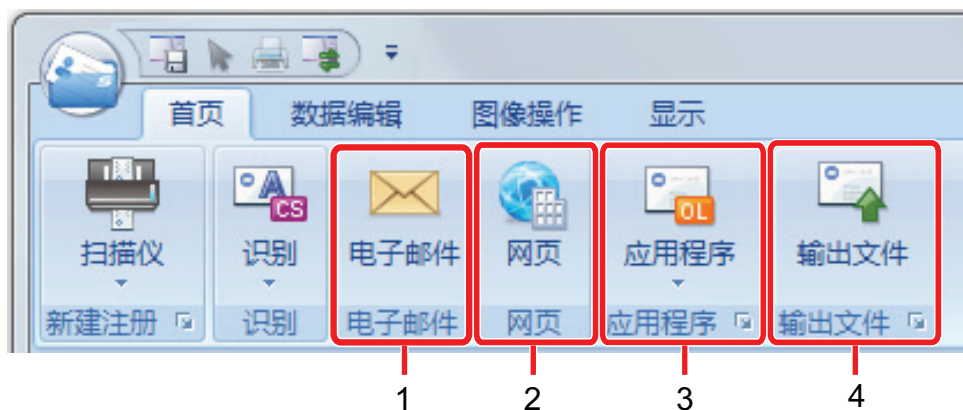 首页 数据编辑 图像操作 显示
A
CS
OL
扫描仪 识别 电子邮件 网页 应用程序 输出文件
新建注册 识别 电子邮件 网页 应用程序 输出文件
1 2 3 4